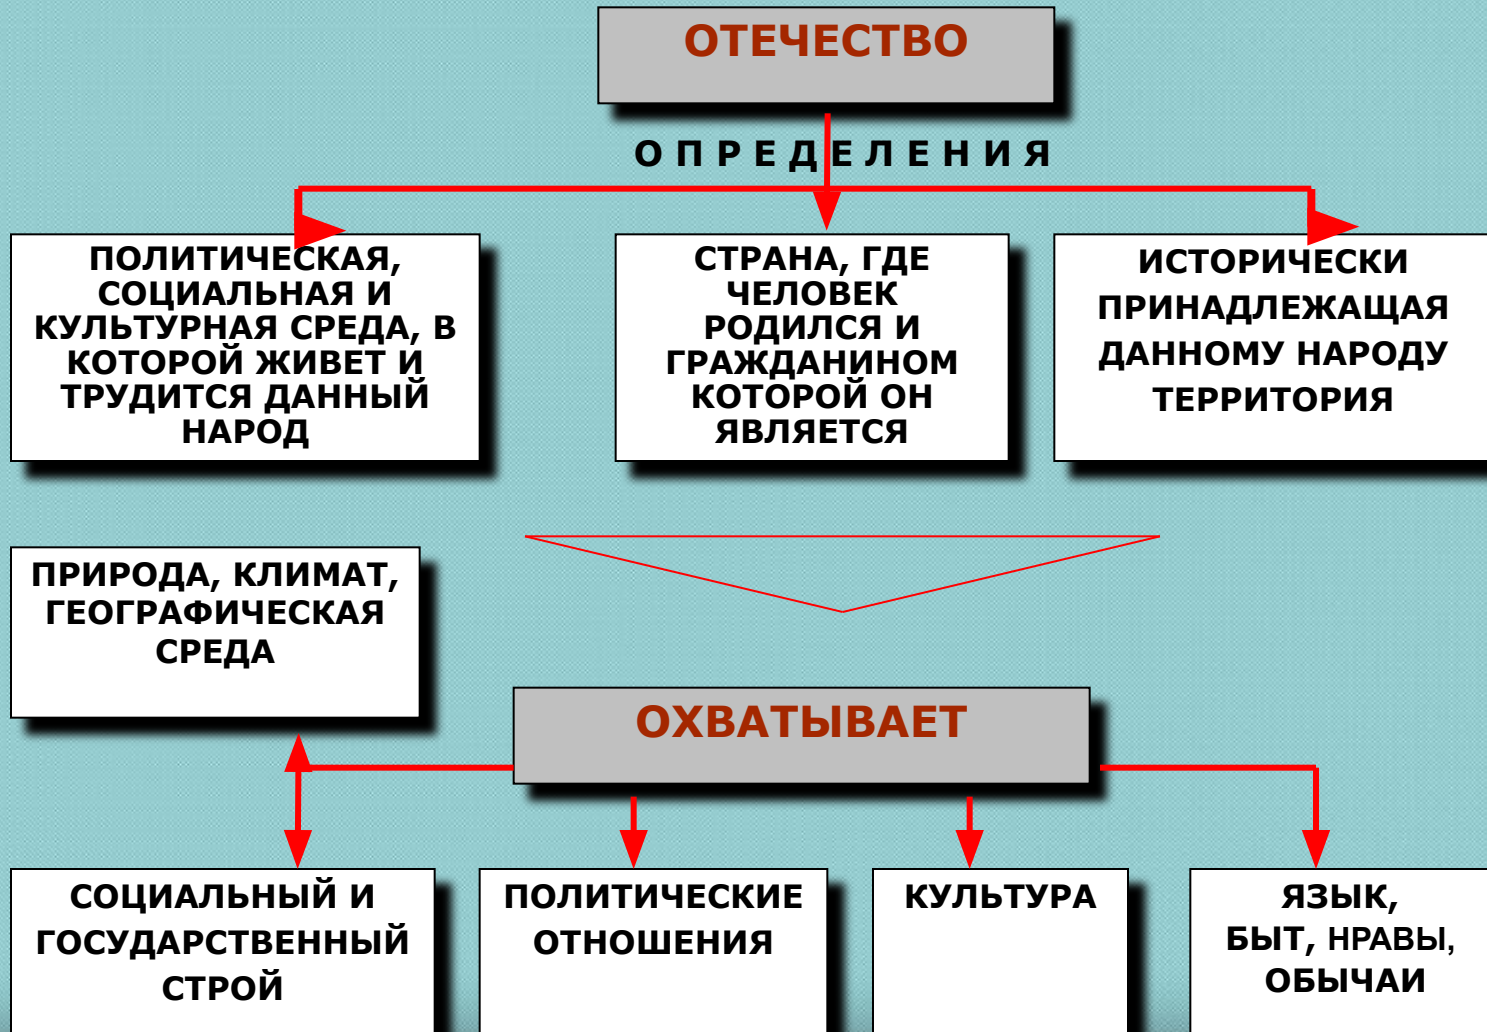 ОТЕЧЕСТВО
ОПРЕДЕЛЕНИЯ
ПОЛИТИЧЕСКАЯ,
СОЦИАЛЬНАЯ И
КУЛЬТУРНАЯ СРЕДА, В
КОТОРОЙ ЖИВЕТ И
ТРУДИТСЯ ДАННЫЙ
НАРОД
СТРАНА, ГДЕ
ЧЕЛОВЕК
РОДИЛСЯ И
ГРАЖДАНИНОМ
КОТОРОЙ ОН
ЯВЛЯЕТСЯ
ИСТОРИЧЕСКИ
ПРИНАДЛЕЖАЩАЯ
ДАННОМУ НАРОДУ
ТЕРРИТОРИЯ
ПРИРОДА, КЛИМАТ,
ГЕОГРАФИЧЕСКАЯ
СРЕДА
ОХВАТЫВАЕТ
СОЦИАЛЬНЫЙ И
ГОСУДАРСТВЕННЫЙ
СТРОЙ
ПОЛИТИЧЕСКИЕ
ОТНОШЕНИЯ
КУЛЬТУРА
ЯЗЫК,
БЫТ, НРАВЫ,
ОБЫЧАИ